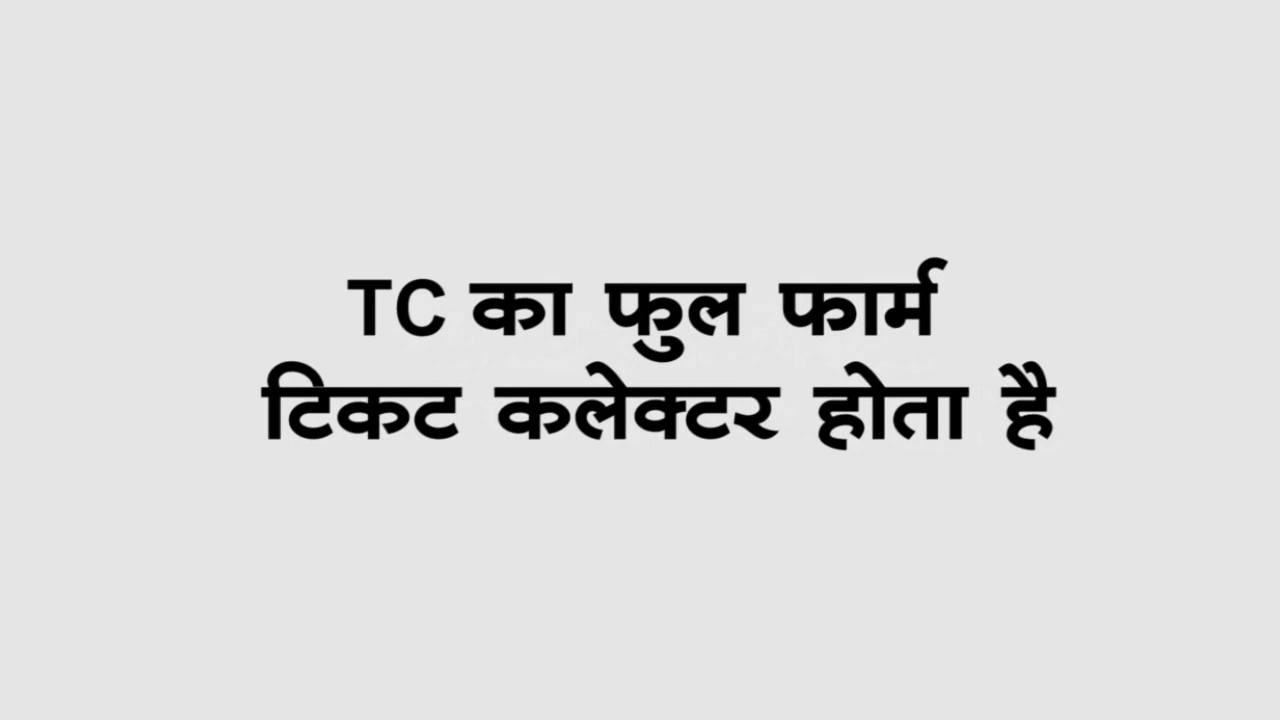 TC का फुल फार्म
टिकट कलेक्टर होता है